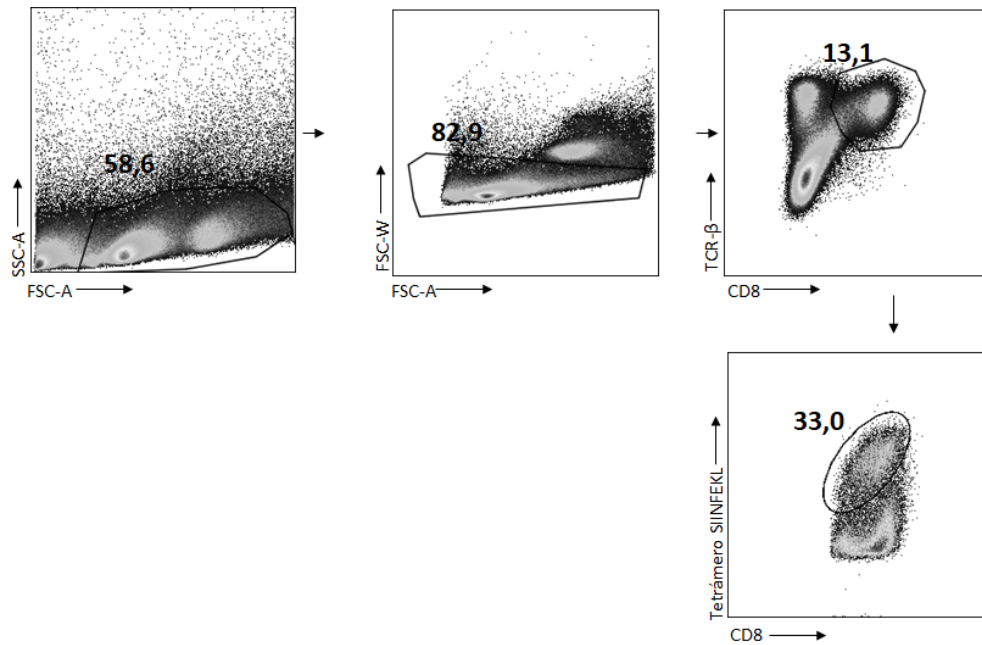 58,6
SSC-A
FSC-A
82,9
FSC-W
FSC-A
13,1
TCR-β
CD8
33,0
Tetrámero SIINFEKL
CD8